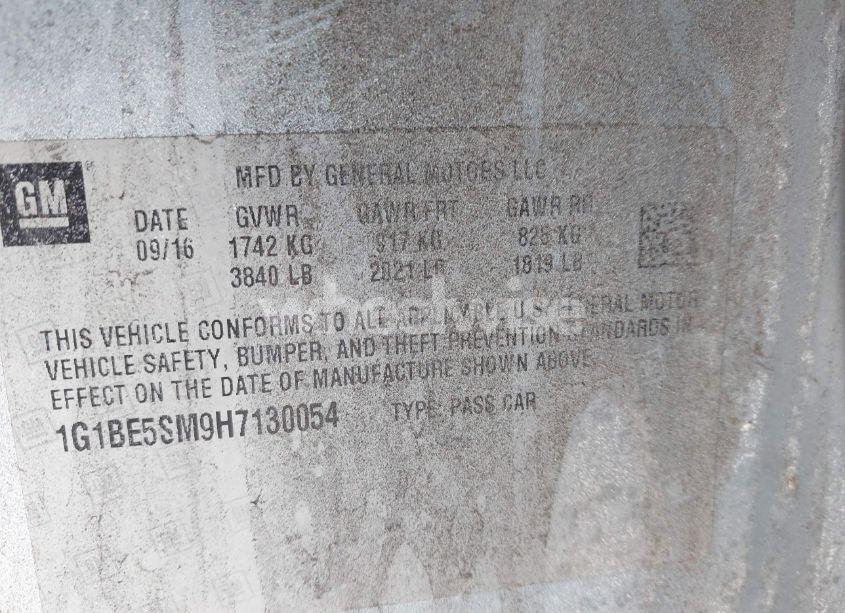 GM
MFD BY GENERAL MOTORS LLC
DATE GVWR GAWR FRT GAWR RR
09/16 1742 KG 917 KG 825 KG
3840 LB 2021 LB 1819 LB
THIS VEHICLE CONFORMS TO ALL APPLICABLE U.S. FEDERAL MOTOR
VEHICLE SAFETY, BUMPER, AND THEFT PREVENTION STANDARDS IN
EFFECT ON THE DATE OF MANUFACTURE SHOWN ABOVE.
1G1BE5SM9H7130054 TYPE: PASS CAR